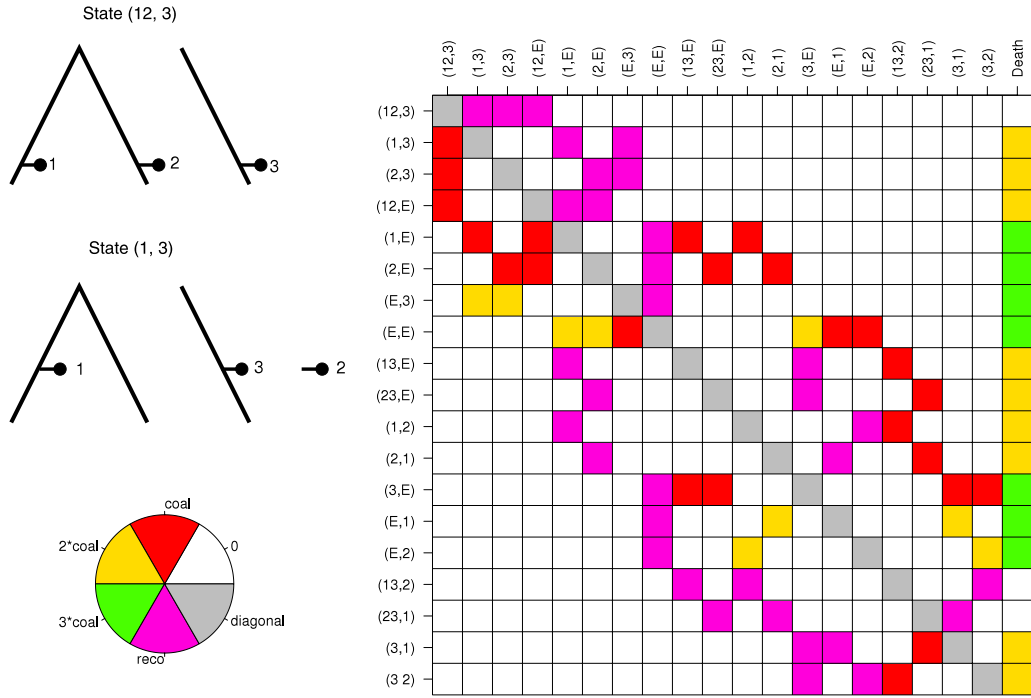 State (12, 3)
1
2
3
State (1, 3)
1
3
2
coal
2*coal
0
3*coal
diagonal
reco
(12,3)
(1,3)
(2,3)
(12,E)
(1,E)
(2,E)
(E,3)
(E,E)
(13,E)
(23,E)
(1,2)
(2,1)
(3,E)
(E,1)
(E,2)
(13,2)
(23,1)
(3,1)
(3,2)
Death
(12,3)
(1,3)
(2,3)
(12,E)
(1,E)
(2,E)
(E,3)
(E,E)
(13,E)
(23,E)
(1,2)
(2,1)
(3,E)
(E,1)
(E,2)
(13,2)
(23,1)
(3,1)
(3 2)